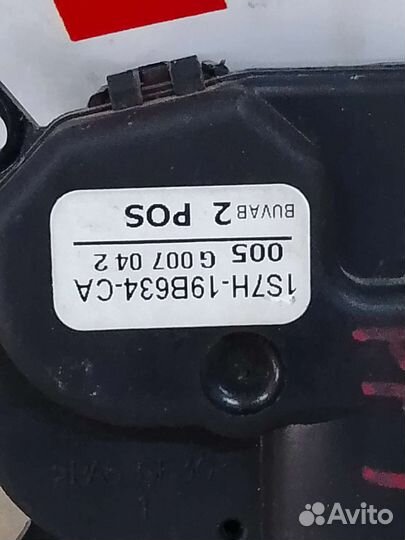 1S7H-19B634-CA
005 G 007 04 2
BUVAB 2 POS
Avito